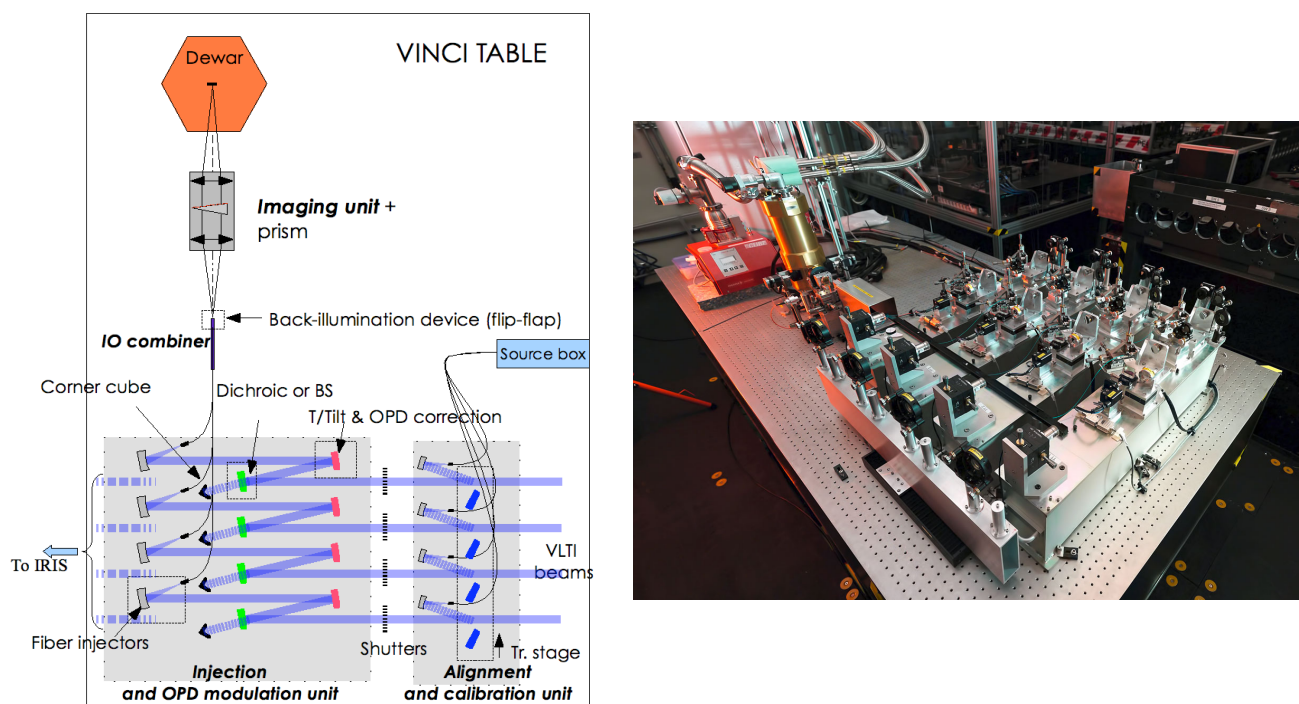 VINCI TABLE
Dewar
Imaging unit +
prism
Back-illumination device (flip-flap)
IO combiner
Source box
Corner cube
Dichroic or BS
T/Tilt & OPD correction
To IRIS
VLTI
beams
Fiber injectors
Shutters
Tr. stage
Injection
and OPD modulation unit
Alignment
and calibration unit